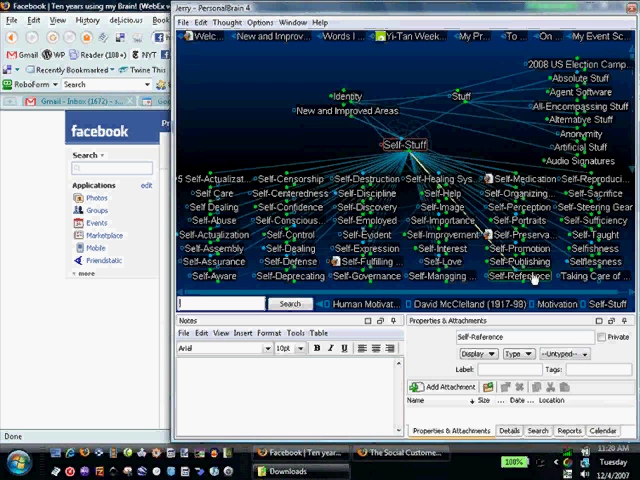 Facebook | Ten years using my Brain! (WebEx w
Jerry - PersonalBrain 4
File Edit View History Bookmarks
del.icio.us
File Edit Thought Options Window Help
Welc...
New and Improv...
Words I ...
Yi-Tan Week...
My Pr...
To ...
On ...
My Event Sc
Gmail WP Reader (100+) NYT
Recently Bookmarked Twine This
RoboForm
Gmail - Inbox (1672) - s...
facebook
Search
Applications edit
Photos
Groups
Events
Marketplace
Mobile
Friendstatic
more
2008 US Election Camp...
Absolute Stuff
Agent Software
All-Encompassing Stuff
Alternative Stuff
Anonymity
Artificial Stuff
Audio Signatures
Identity
Stuff
New and Improved Areas
Self-Stuff
Self-Actualizat...
Self-Censorship
Self-Destruction
Self-Healing Sys...
Self-Medication
Self-Reproduci...
Self Care
Self-Centeredness
Self-Discipline
Self-Help
Self-Organizing...
Self-Sacrifice
Self Dealing
Self-Confidence
Self-Discovery
Self-Image
Self-Perception
Self-Steering Gear
Self-Abuse
Self-Conscious...
Self-Employed
Self-Importance
Self-Portraits
Self-Sufficiency
Self-Actualization
Self-Control
Self-Evident
Self-Improvement
Self-Preserva...
Self-Taught
Self-Assembly
Self-Dealing
Self-Expression
Self-Interest
Self-Promotion
Selfishness
Self-Assurance
Self-Defense
Self-Fulfilling ...
Self-Love
Self-Publishing
Selflessness
Self-Aware
Self-Deprecating
Self-Governance
Self-Managing ...
Self-Reference
Taking Care of ...
Search
Human Motivat...
David McClelland (1917-98)
Motivation
Self-Stuff
Notes
File Edit View Insert Format Tools Table
Arial 10pt B I U
Properties & Attachments
Self-Reference
Private
Display Type --Untyped--
Label: Tags:
Add Attachment
Name Size ... Date ... Location
Properties & Attachments Details Search Reports Calendar
Done
Facebook | Ten year...
The Social Custome...
Downloads
100%
11:20 AM
Tuesday
12/4/2007